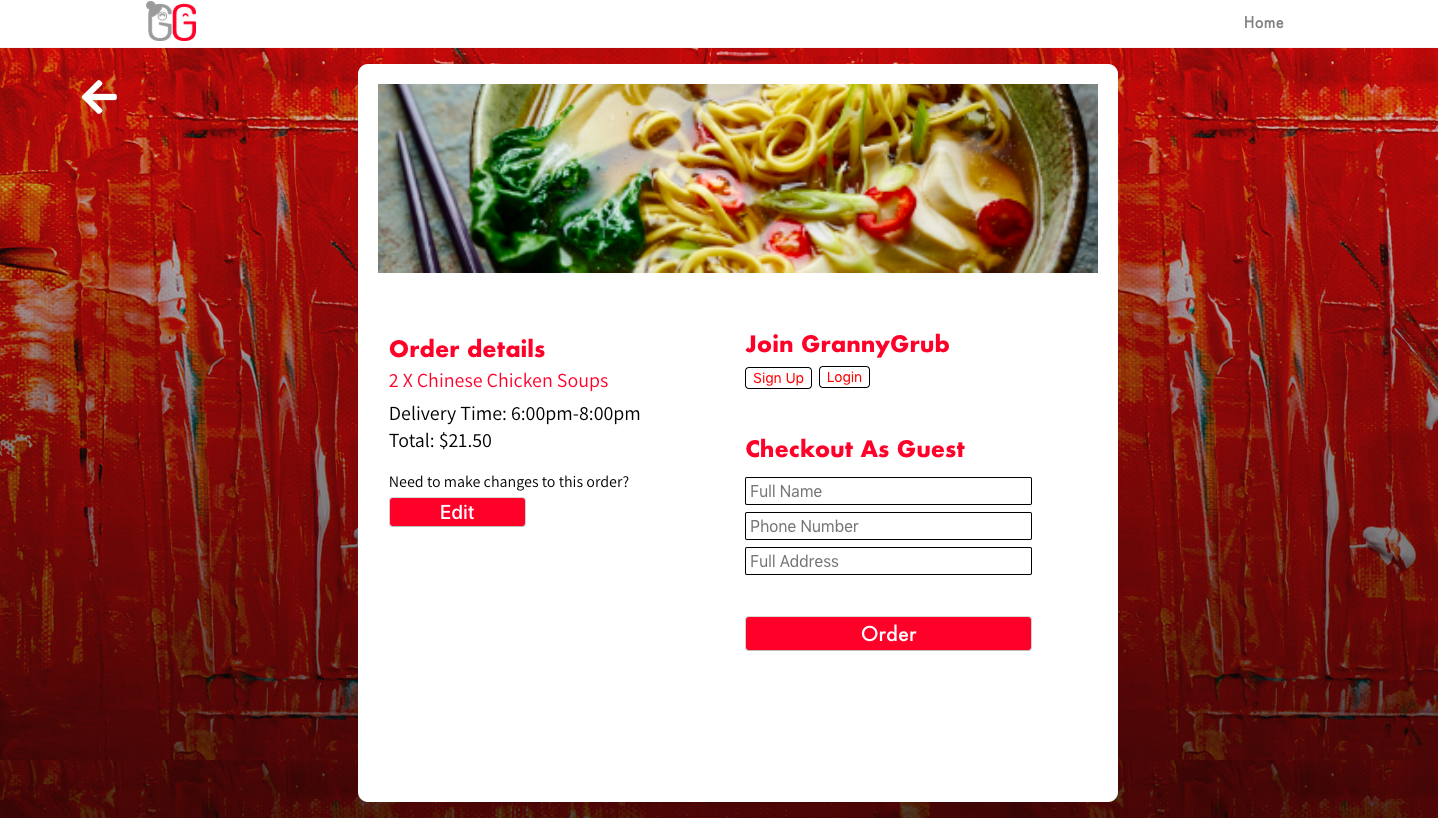 GG
Home
Order details
2 X Chinese Chicken Soups
Delivery Time: 6:00pm-8:00pm
Total: $21.50
Need to make changes to this order?
Edit
Join GrannyGrub
Sign Up
Login
Checkout As Guest
Full Name
Phone Number
Full Address
Order